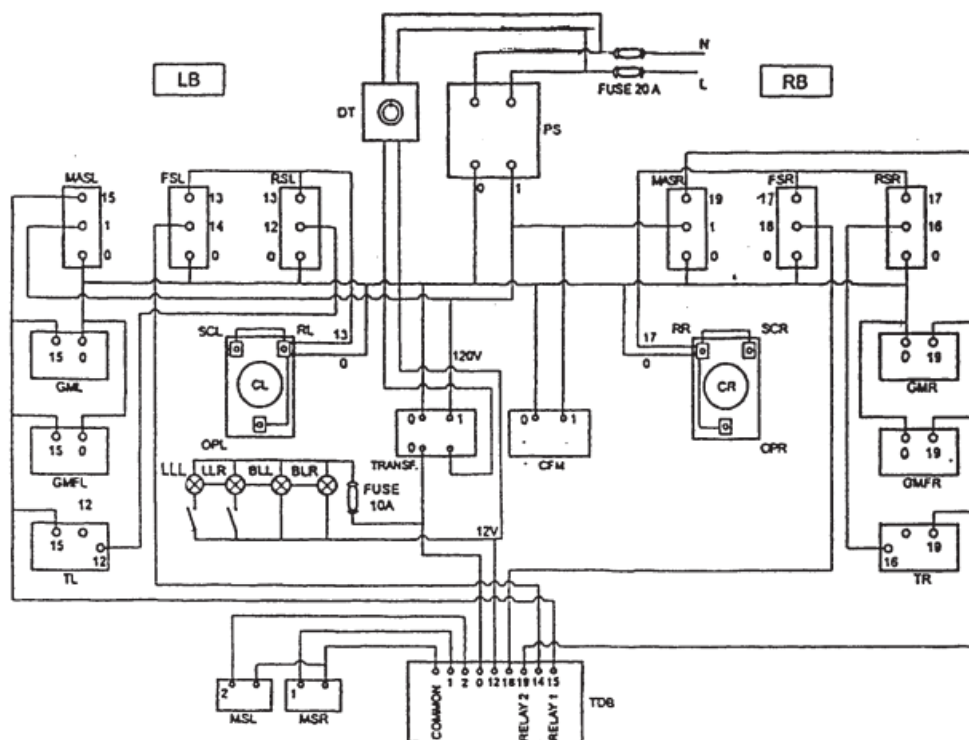 N
L
FUSE 20 A
LB
RB
DT
PS
0 1
MASL
15
1
0
FSL
13
14
0
RSL
13
12
0
MASR
19
1
0
FSR
17
18
0
RSR
17
16
0
SCL
RL
13
0
CL
OPL
120V
0 1
0
TRANSF.
0 1
CFM
17
0
RR
SCR
CR
OPR
15 0
GML
15 0
GMFL
12
15
12
TL
0 19
GMR
0 19
GMFR
19
16
TR
LLL
LLR
BLL
BLR
FUSE
10A
12V
2
MSL
1
MSR
COMMON
1
2
0
12
18
19
14
15
RELAY 2
RELAY 1
TDB